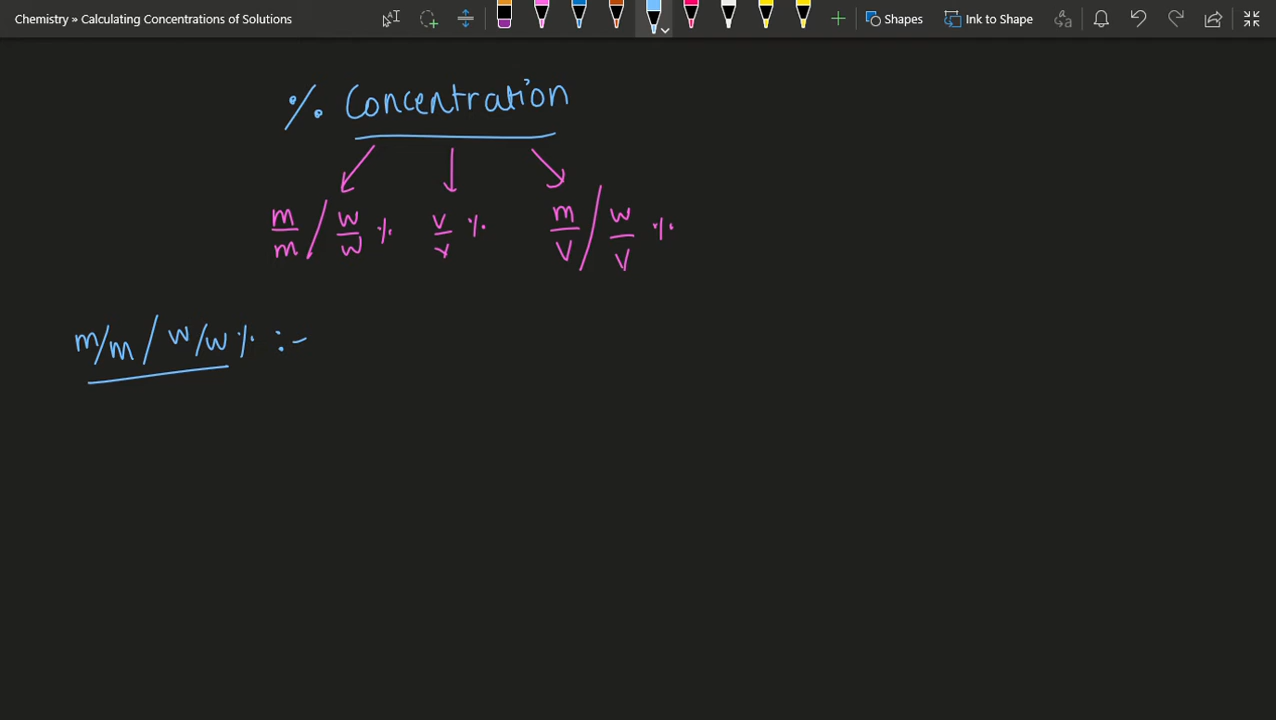 Chemistry » Calculating Concentrations of Solutions
Shapes
Ink to Shape
% Concentration
m/m / w/w % v/v % m/v / w/v %
m/m / w/w % :-